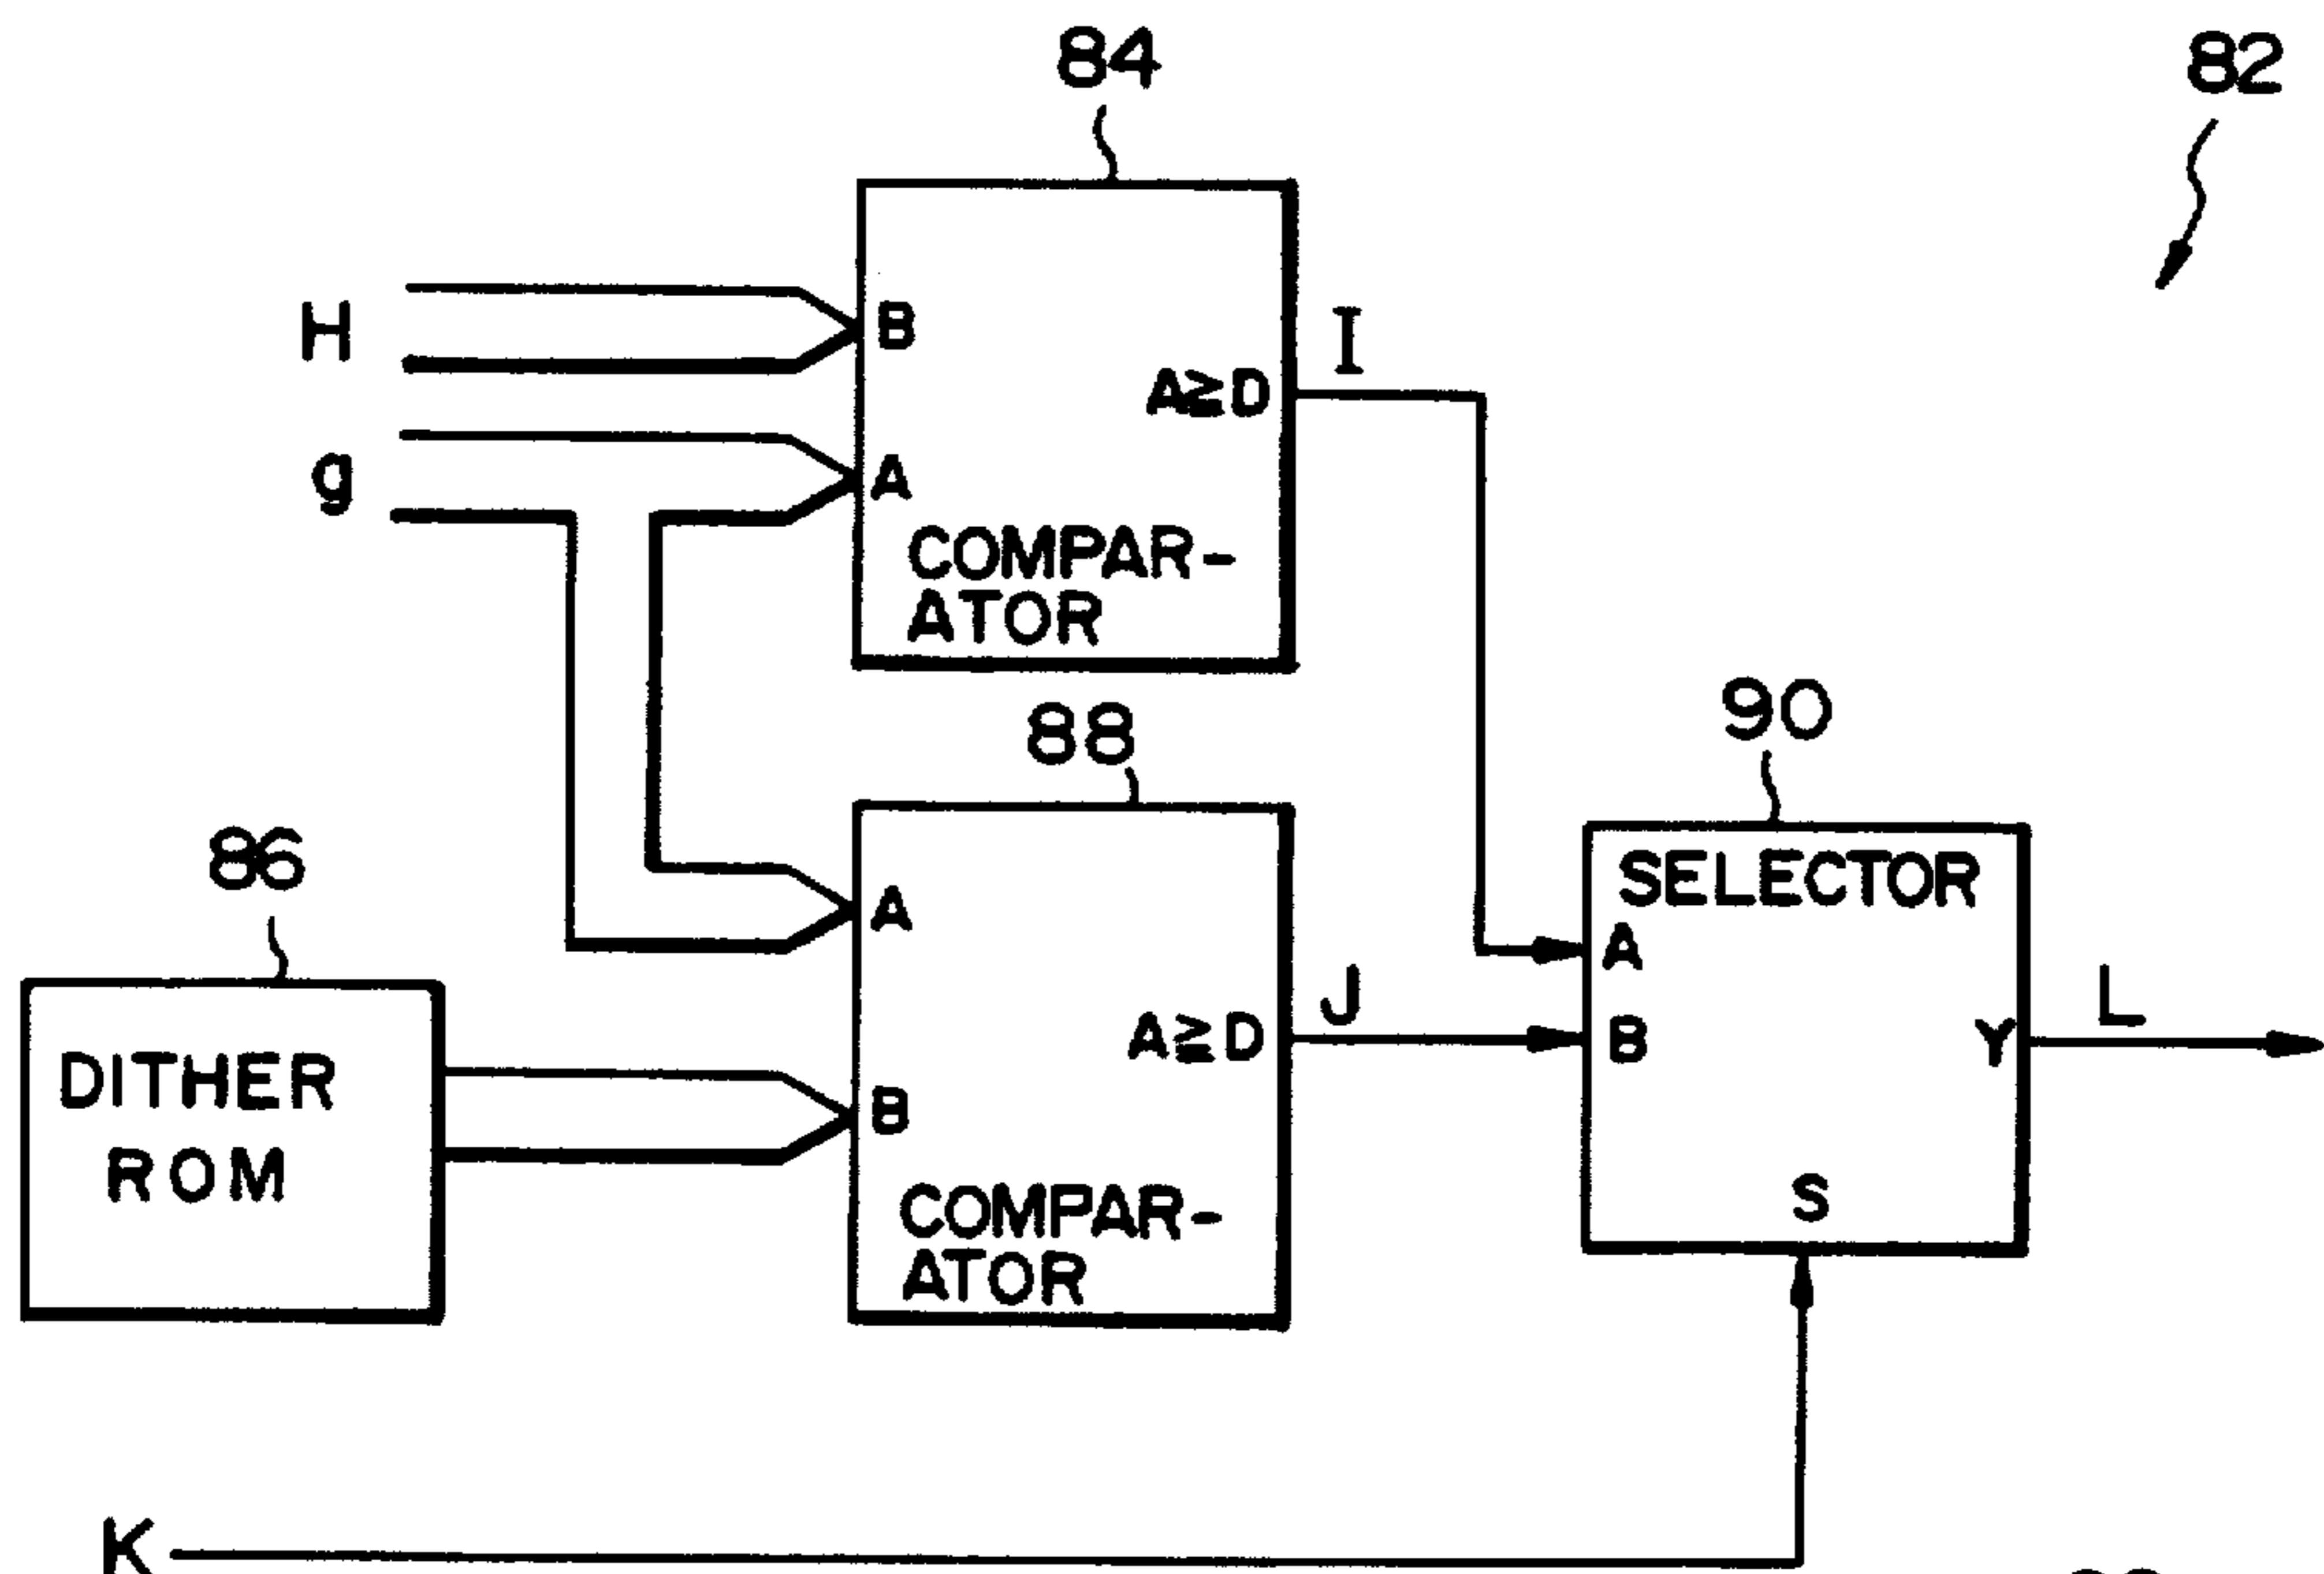 84
82
H
B
I
A≧D
g
A
COMPAR-
ATOR
88
90
86
SELECTOR
A
A
J
L
A≧D
B
Y
DITHER
B
ROM
S
COMPAR-
ATOR
K